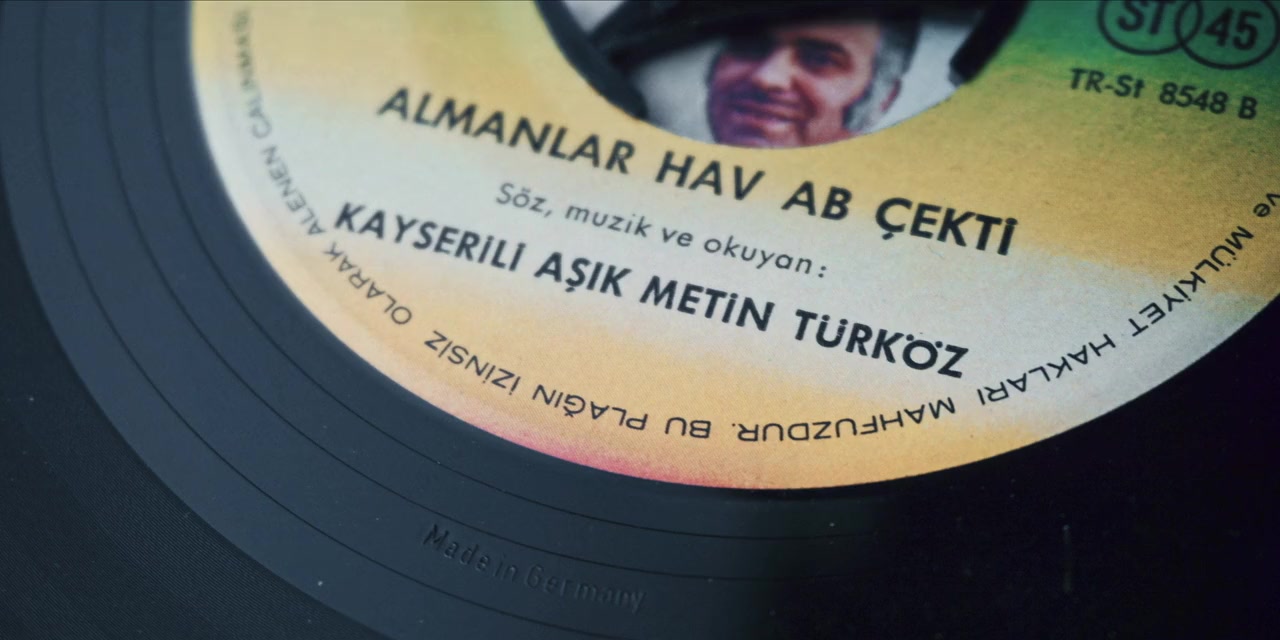 ST 45
TR-St 8548 B
ALMANLAR HAV AB ÇEKTİ
Söz, muzik ve okuyan:
KAYSERİLİ AŞIK METİN TÜRKÖZ
ve MÜLKİYET HAKLARI MAHFUZDUR. BU PLAĞIN İZİNSİZ OLARAK ALENEN ÇALINMASI
Made in Germany